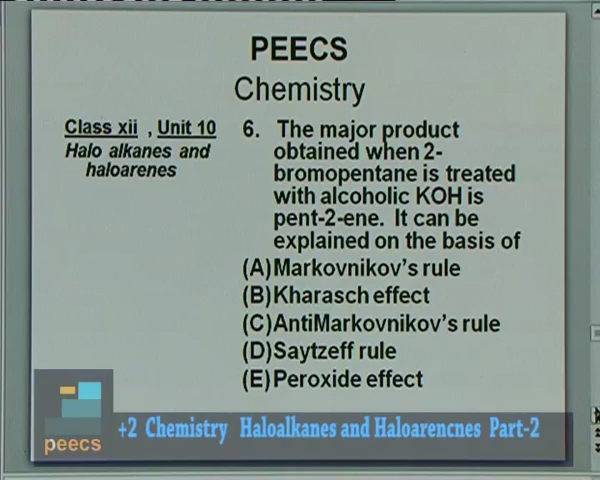 PEECS
Chemistry
Class xii , Unit 10
Halo alkanes and
haloarenes
6. The major product
obtained when 2-
bromopentane is treated
with alcoholic KOH is
pent-2-ene. It can be
explained on the basis of
(A)Markovnikov's rule
(B)Kharasch effect
(C)AntiMarkovnikov's rule
(D)Saytzeff rule
(E)Peroxide effect
peecs
+2 Chemistry Haloalkanes and Haloarencnes Part-2